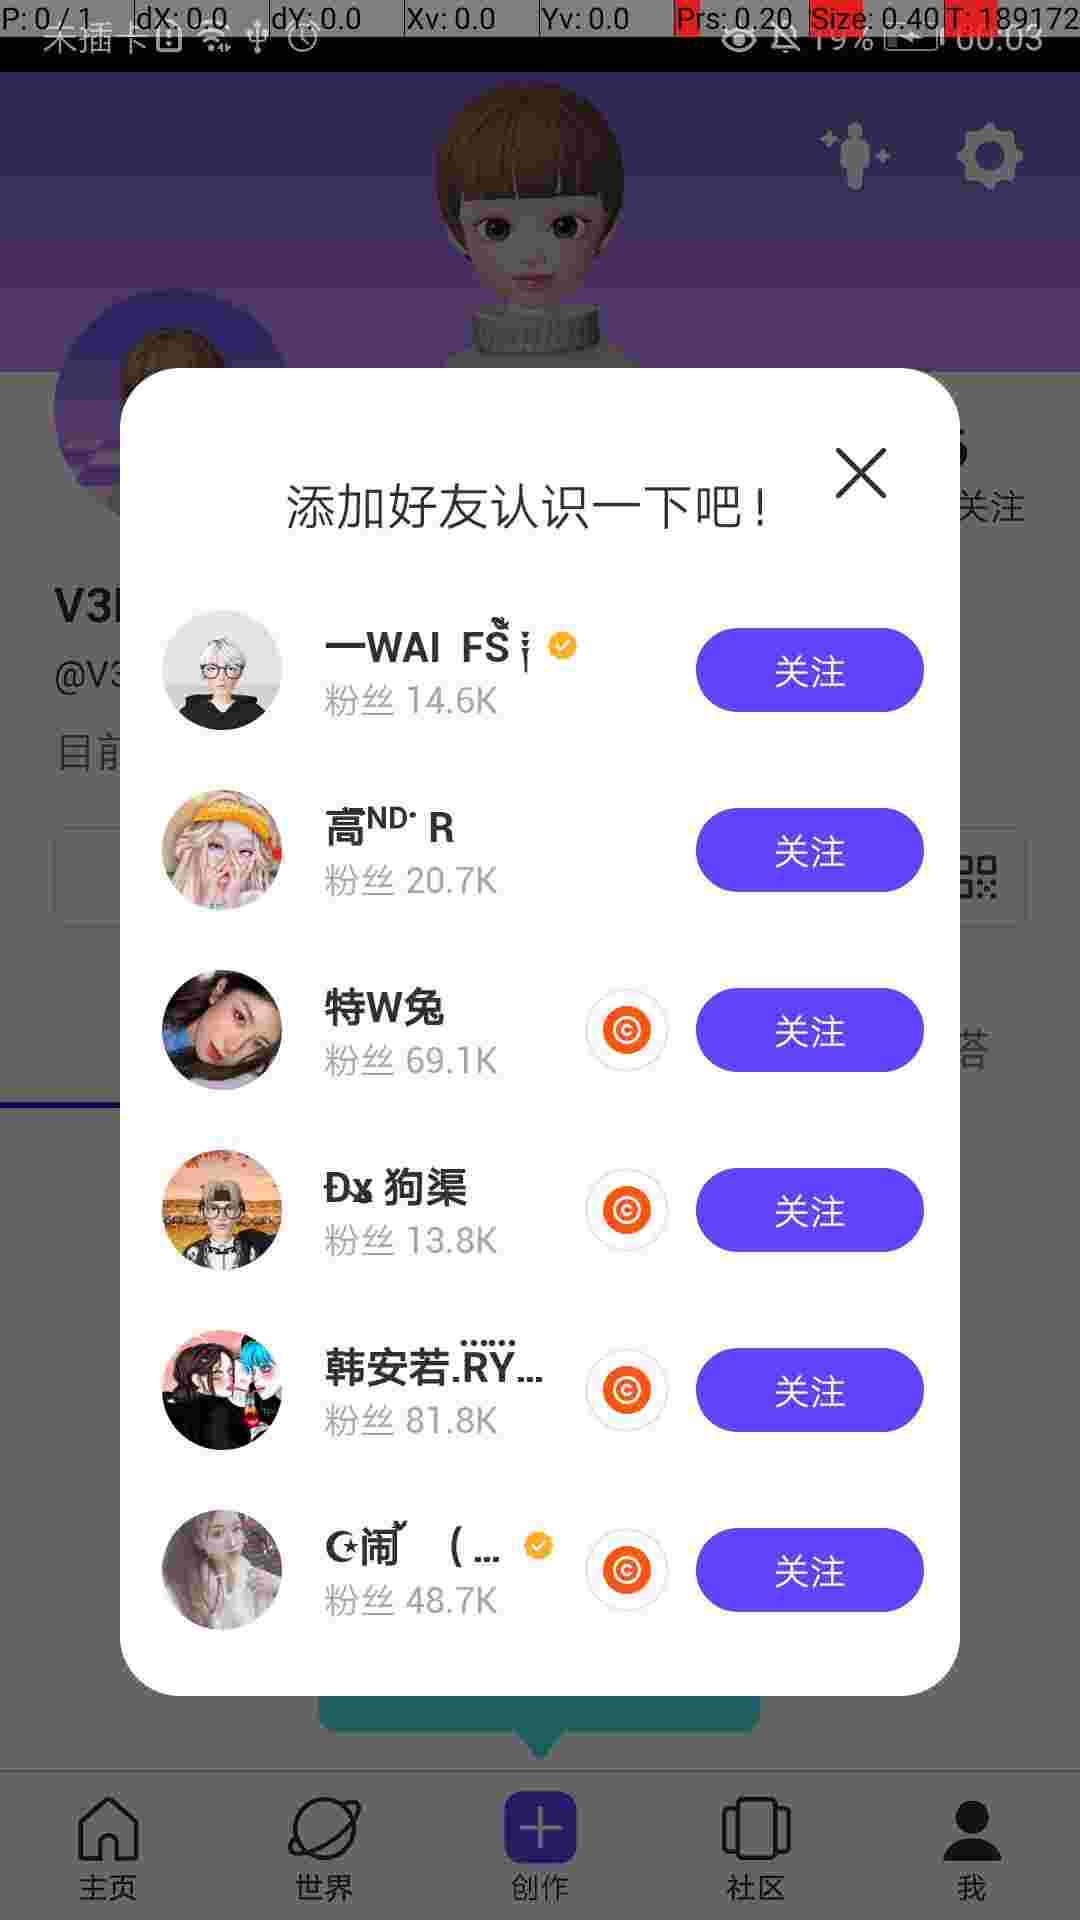 P: 0 / 1 dX: 0.0 dY: 0.0 Xv: 0.0 Yv: 0.0 Prs: 0.20 Size: 0.40 T: 189172
未插卡 19% 00:03
关注
添加好友认识一下吧！
V3
@V3
目前
一WAI FS
粉丝 14.6K
关注
高ᴺᴰ· R
粉丝 20.7K
关注
特W兔
粉丝 69.1K
关注
狗渠
粉丝 13.8K
关注
韩安若.RY...
粉丝 81.8K
关注
☪闹 （ ...
粉丝 48.7K
关注
主页 世界 创作 社区 我